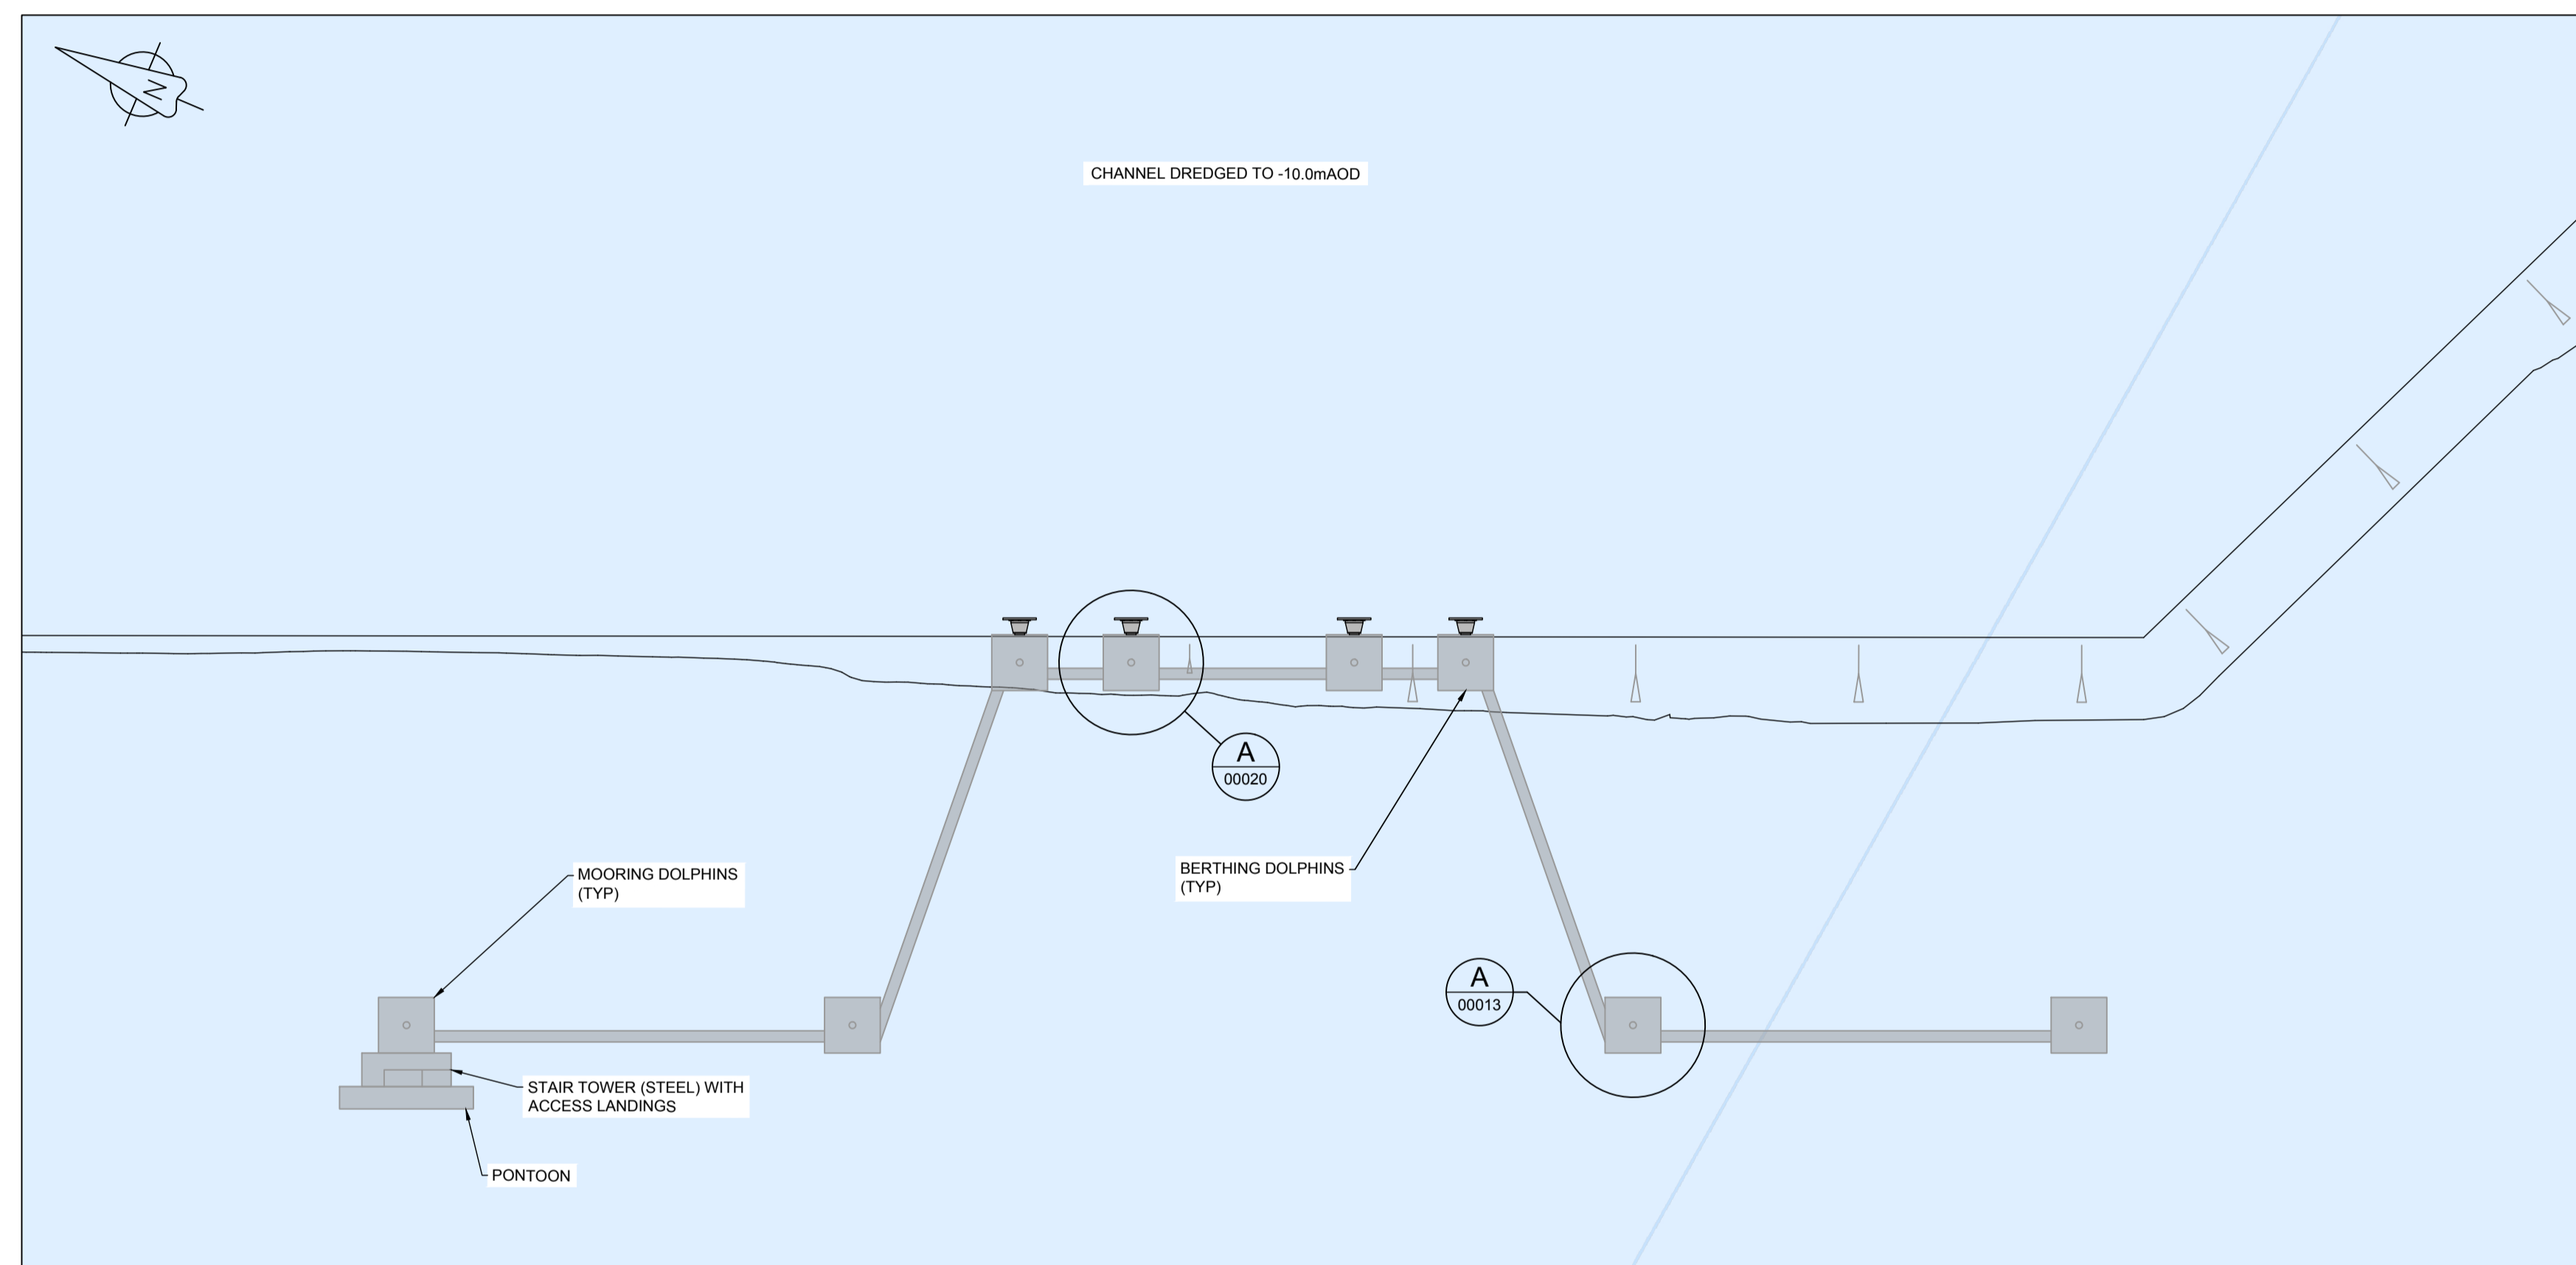 N
CHANNEL DREDGED TO -10.0mAOD
A
00020
MOORING DOLPHINS
(TYP)
BERTHING DOLPHINS
(TYP)
A
00013
STAIR TOWER (STEEL) WITH
ACCESS LANDINGS
PONTOON